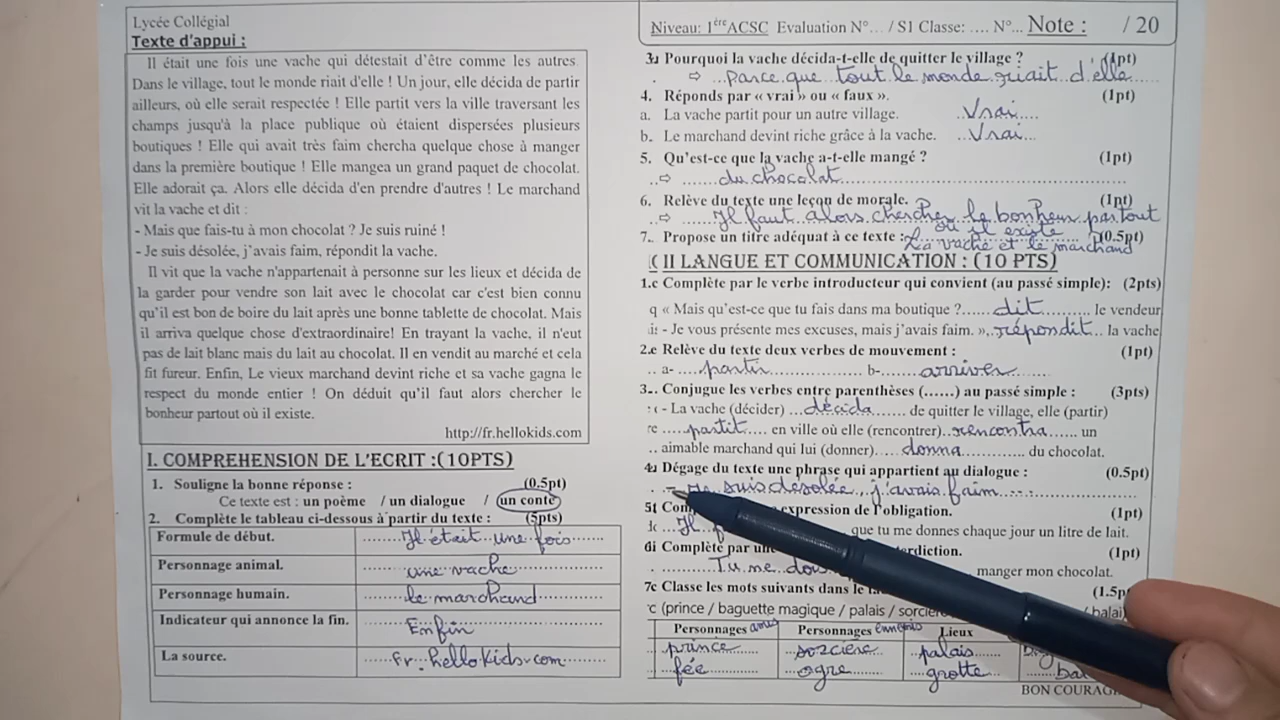 Lycée Collégial
Texte d'appui :
Il était une fois une vache qui détestait d'être comme les autres.
Dans le village, tout le monde riait d'elle ! Un jour, elle décida de partir
ailleurs, où elle serait respectée ! Elle partit vers la ville traversant les
champs jusqu'à la place publique où étaient dispersées plusieurs
boutiques ! Elle qui avait très faim chercha quelque chose à manger
dans la première boutique ! Elle mangea un grand paquet de chocolat.
Elle adorait ça. Alors elle décida d'en prendre d'autres ! Le marchand
vit la vache et dit :
- Mais que fais-tu à mon chocolat ? Je suis ruiné !
- Je suis désolée, j'avais faim, répondit la vache.
Il vit que la vache n'appartenait à personne sur les lieux et décida de
la garder pour vendre son lait avec le chocolat car c'est bien connu
qu'il est bon de boire du lait après une bonne tablette de chocolat. Mais
il arriva quelque chose d'extraordinaire! En trayant la vache, il n'eut
pas de lait blanc mais du lait au chocolat. Il en vendit au marché et cela
fit fureur. Enfin, Le vieux marchand devint riche et sa vache gagna le
respect du monde entier ! On déduit qu'il faut alors chercher le
bonheur partout où il existe.
http://fr.hellokids.com
I. COMPREHENSION DE L'ECRIT :(10PTS)
1. Souligne la bonne réponse : (0.5pt)
Ce texte est : un poème / un dialogue / un conte
2. Complète le tableau ci-dessous à partir du texte : (5pts)
Formule de début. Il était une fois
Personnage animal. une vache
Personnage humain. le marchand
Indicateur qui annonce la fin. Enfin
La source. Fr.hellokids.com
Niveau: 1ère ACSC Evaluation N°... / S1 Classe: .... N°... Note : / 20
3. Pourquoi la vache décida-t-elle de quitter le village ? (1pt)
⇨ Parce que tout le monde riait d'elle
4. Réponds par « vrai » ou « faux ». (1pt)
a. La vache partit pour un autre village. Vrai
b. Le marchand devint riche grâce à la vache. Vrai
5. Qu'est-ce que la vache a-t-elle mangé ? (1pt)
⇨ du chocolat
6. Relève du texte une leçon de morale. (1pt)
⇨ Il faut alors chercher le bonheur partout
où il existe
7. Propose un titre adéquat à ce texte : La vache et le marchand (0.5pt)
II LANGUE ET COMMUNICATION : (10 PTS)
1. Complète par le verbe introducteur qui convient (au passé simple): (2pts)
« Mais qu'est-ce que tu fais dans ma boutique ? dit le vendeur
- Je vous présente mes excuses, mais j'avais faim. », répondit la vache
2. Relève du texte deux verbes de mouvement : (1pt)
a- partir b- arriver
3. Conjugue les verbes entre parenthèses (......) au passé simple : (3pts)
- La vache (décider) décida de quitter le village, elle (partir)
partit en ville où elle (rencontrer) rencontra un
aimable marchand qui lui (donner) donna du chocolat.
4. Dégage du texte une phrase qui appartient au dialogue : (0.5pt)
suis désolée, j'avais faim
5 expression de l'obligation. (1pt)
Il que tu me donnes chaque jour un litre de lait.
Complète par une (1pt)
Tu ne manger mon chocolat.
7 Classe les mots suivants dans le (1.5pt
(prince / baguette magique / palais / balai)
Personnages amis Personnages ennemis Lieux
prince sorcière palais
fée ogre grotte
BON COURAG